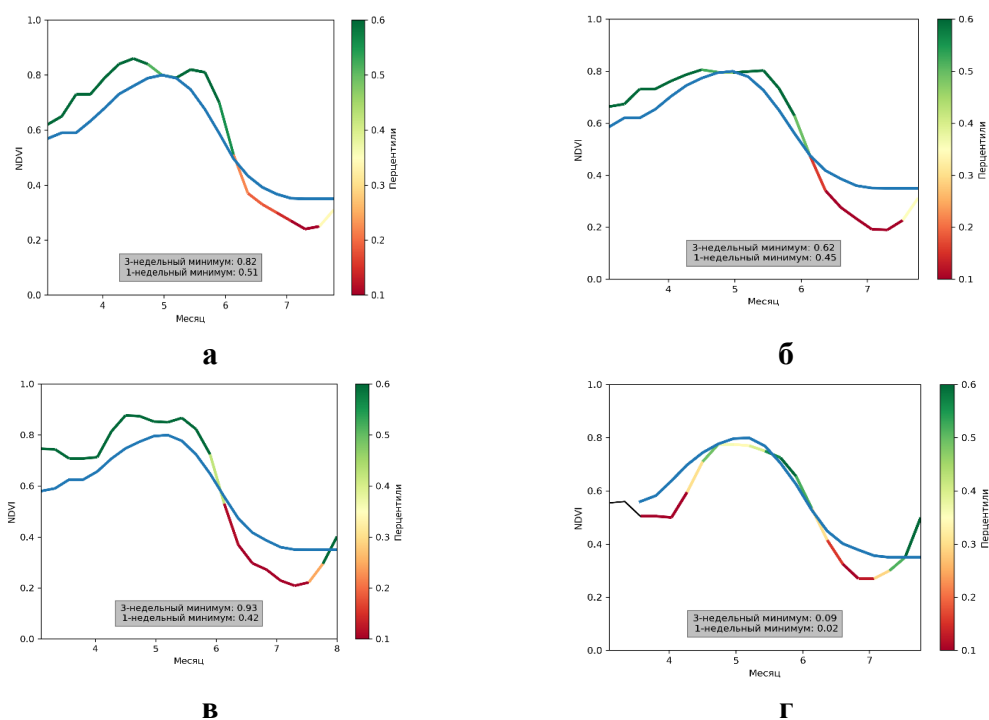 1.0
0.8
0.6
0.4
0.2
0.0
NDVI
4
5
6
7
Месяц
3-недельный минимум: 0.82
1-недельный минимум: 0.51
0.6
0.5
0.4
0.3
0.2
0.1
Перцентили
а
1.0
0.8
0.6
0.4
0.2
0.0
NDVI
4
5
6
7
Месяц
3-недельный минимум: 0.62
1-недельный минимум: 0.45
0.6
0.5
0.4
0.3
0.2
0.1
Перцентили
б
1.0
0.8
0.6
0.4
0.2
0.0
NDVI
4
5
6
7
8
Месяц
3-недельный минимум: 0.93
1-недельный минимум: 0.42
0.6
0.5
0.4
0.3
0.2
0.1
Перцентили
в
1.0
0.8
0.6
0.4
0.2
0.0
NDVI
4
5
6
7
Месяц
3-недельный минимум: 0.09
1-недельный минимум: 0.02
0.6
0.5
0.4
0.3
0.2
0.1
Перцентили
г